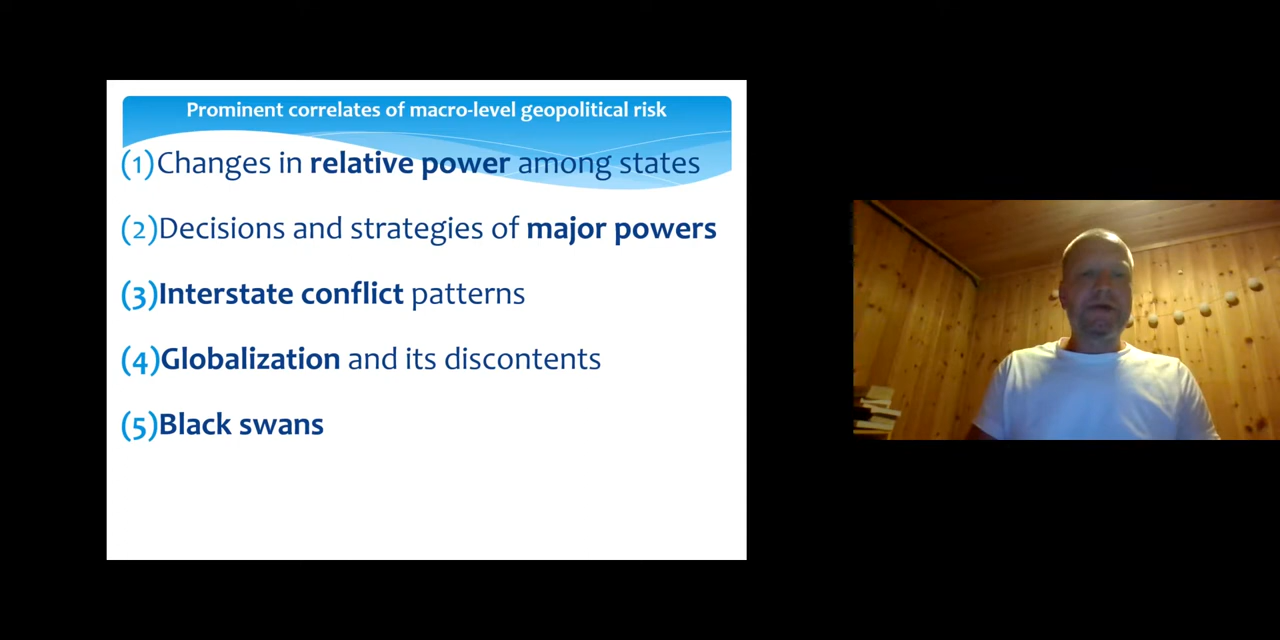 Prominent correlates of macro-level geopolitical risk
(1)Changes in relative power among states
(2)Decisions and strategies of major powers
(3)Interstate conflict patterns
(4)Globalization and its discontents
(5)Black swans